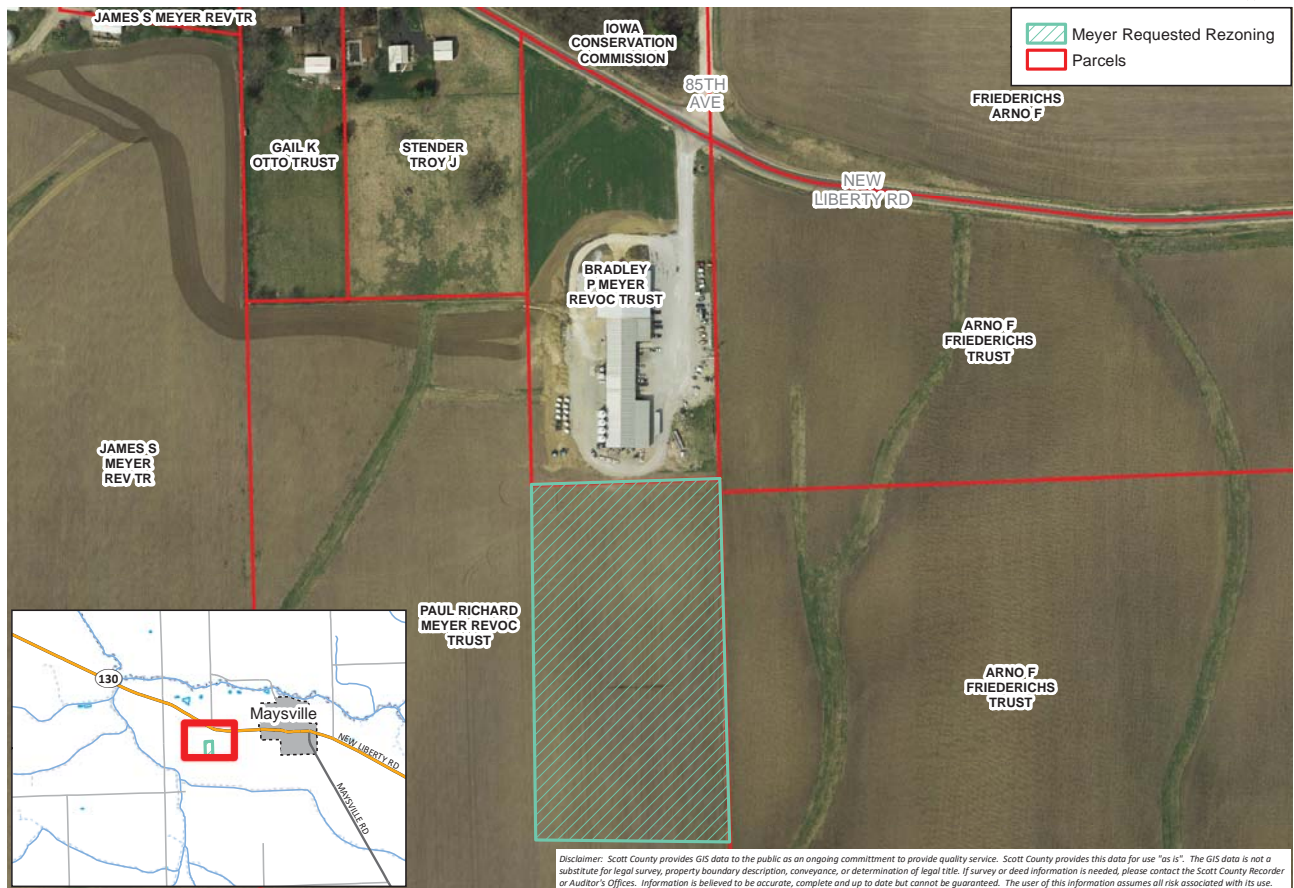 JAMES S MEYER REV TR
IOWA
CONSERVATION
COMMISSION
Meyer Requested Rezoning
Parcels
85TH
AVE
FRIEDERICHS
ARNO F
GAIL K
OTTO TRUST
STENDER
TROY J
NEW
LIBERTY RD
BRADLEY
P MEYER
REVOC TRUST
ARNO F
FRIEDERICHS
TRUST
JAMES S
MEYER
REV TR
PAUL RICHARD
MEYER REVOC
TRUST
ARNO F
FRIEDERICHS
TRUST
130
Maysville
NEW LIBERTY RD
MAYSVILLE RD
Disclaimer: Scott County provides GIS data to the public as an ongoing committment to provide quality service. Scott County provides this data for use "as is". The GIS data is not a
substitute for legal survey, property boundary description, conveyance, or determination of legal title. If survey or deed information is needed, please contact the Scott County Recorder
or Auditor's Offices. Information is believed to be accurate, complete and up to date but cannot be guaranteed. The user of this information assumes all risk associated with its use.